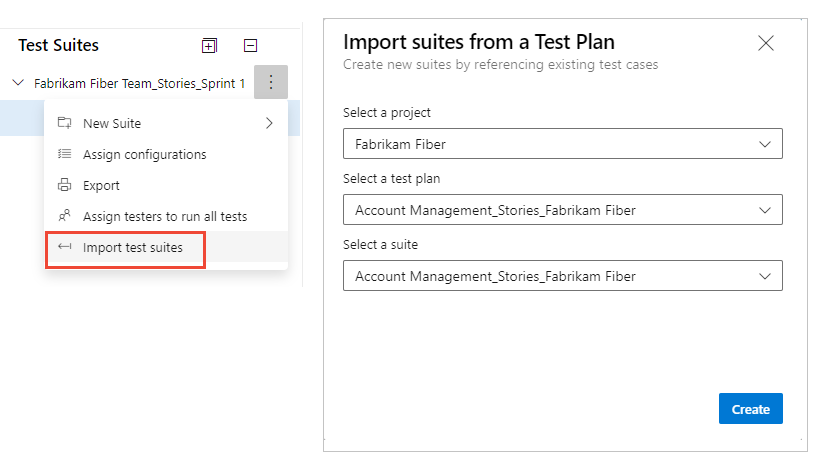 Test Suites
Fabrikam Fiber Team_Stories_Sprint 1
New Suite
Assign configurations
Export
Assign testers to run all tests
Import test suites
Import suites from a Test Plan
Create new suites by referencing existing test cases
Select a project
Fabrikam Fiber
Select a test plan
Account Management_Stories_Fabrikam Fiber
Select a suite
Account Management_Stories_Fabrikam Fiber
Create